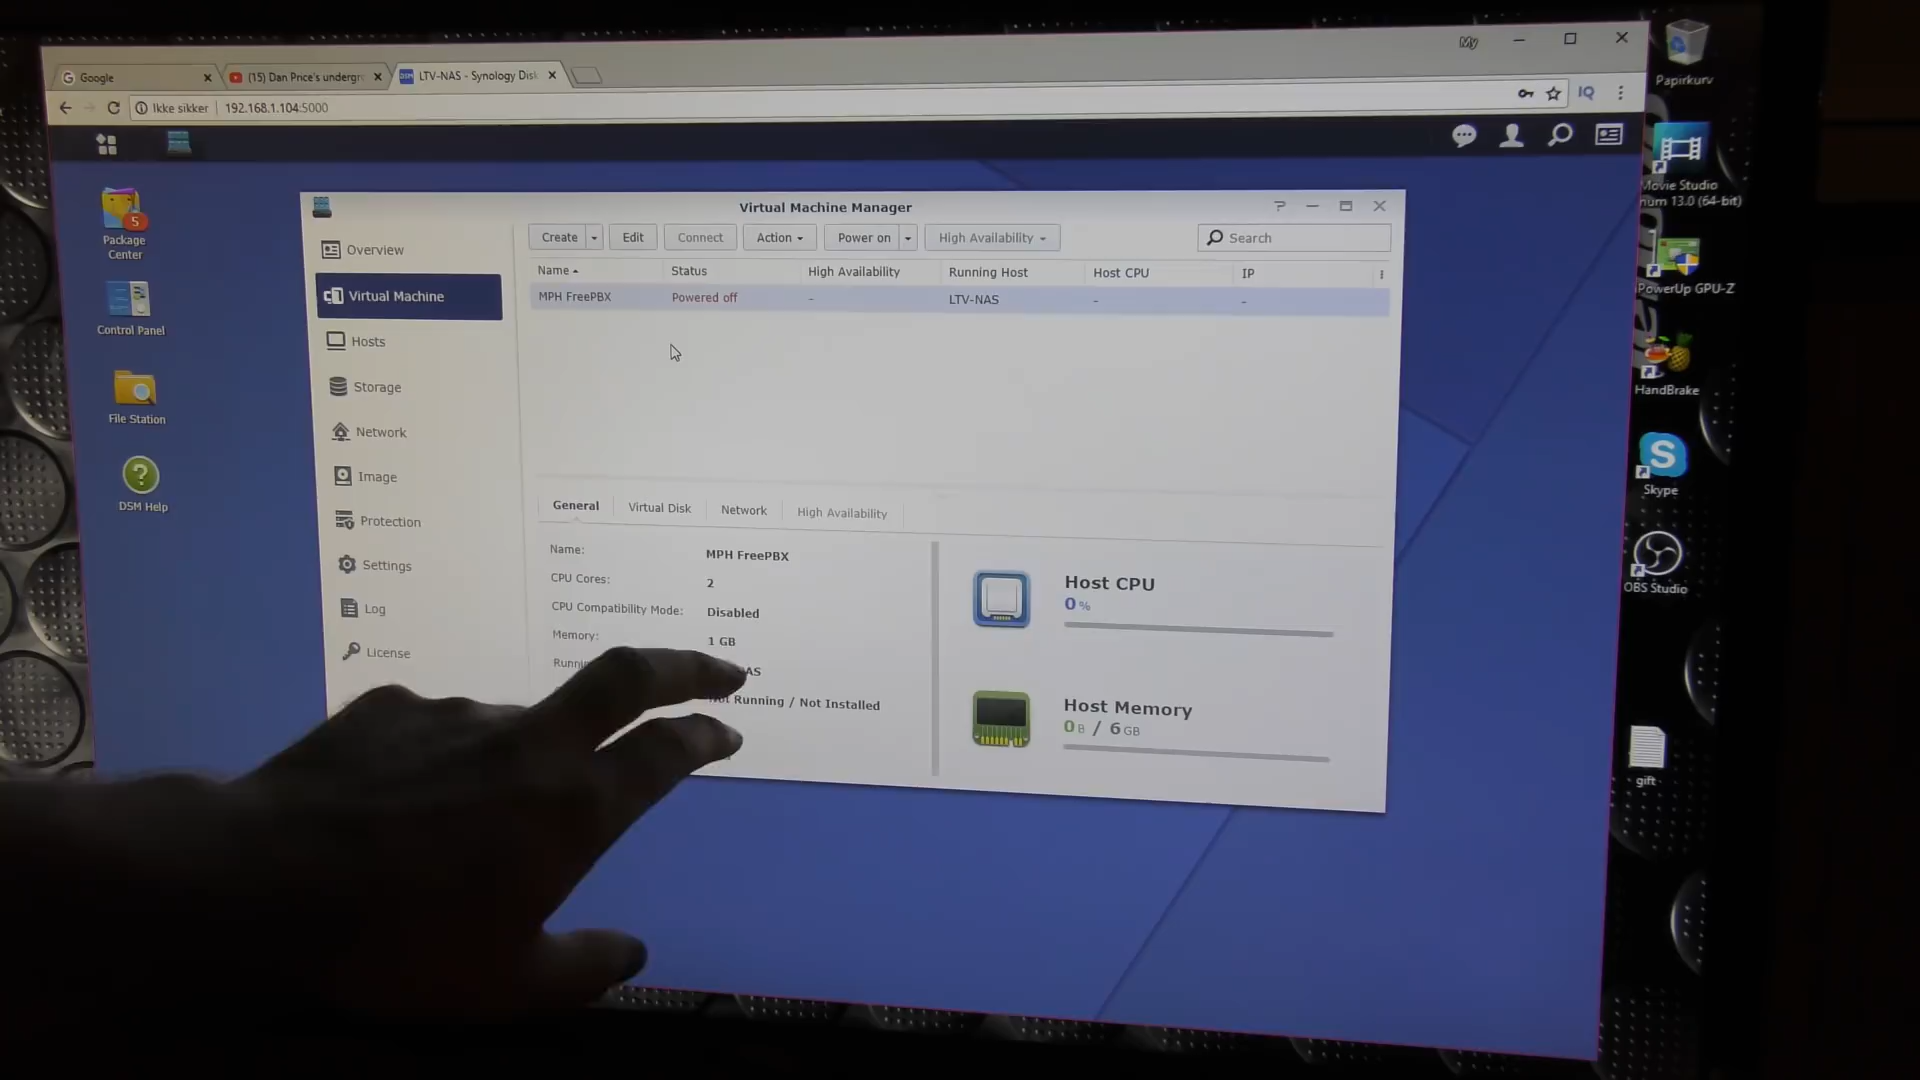 Google
(15) Dan Price's undergr
LTV-NAS - Synology Disk
My
Ikke sikker
192.168.1.104:5000
IQ
Papirkurv
Package
Center
5
Control Panel
File Station
DSM Help
Virtual Machine Manager
Overview
Virtual Machine
Hosts
Storage
Network
Image
Protection
Settings
Log
License
Create
Edit
Connect
Action
Power on
High Availability
Search
Name
Status
High Availability
Running Host
Host CPU
IP
MPH FreePBX
Powered off
-
LTV-NAS
-
-
General
Virtual Disk
Network
High Availability
Name:
MPH FreePBX
CPU Cores:
2
CPU Compatibility Mode:
Disabled
Memory:
1 GB
Running / Not Installed
Host CPU
0 %
Host Memory
0 B / 6 GB
Movie Studio
num 13.0 (64-bit)
PowerUp GPU-Z
HandBrake
Skype
OBS Studio
gift